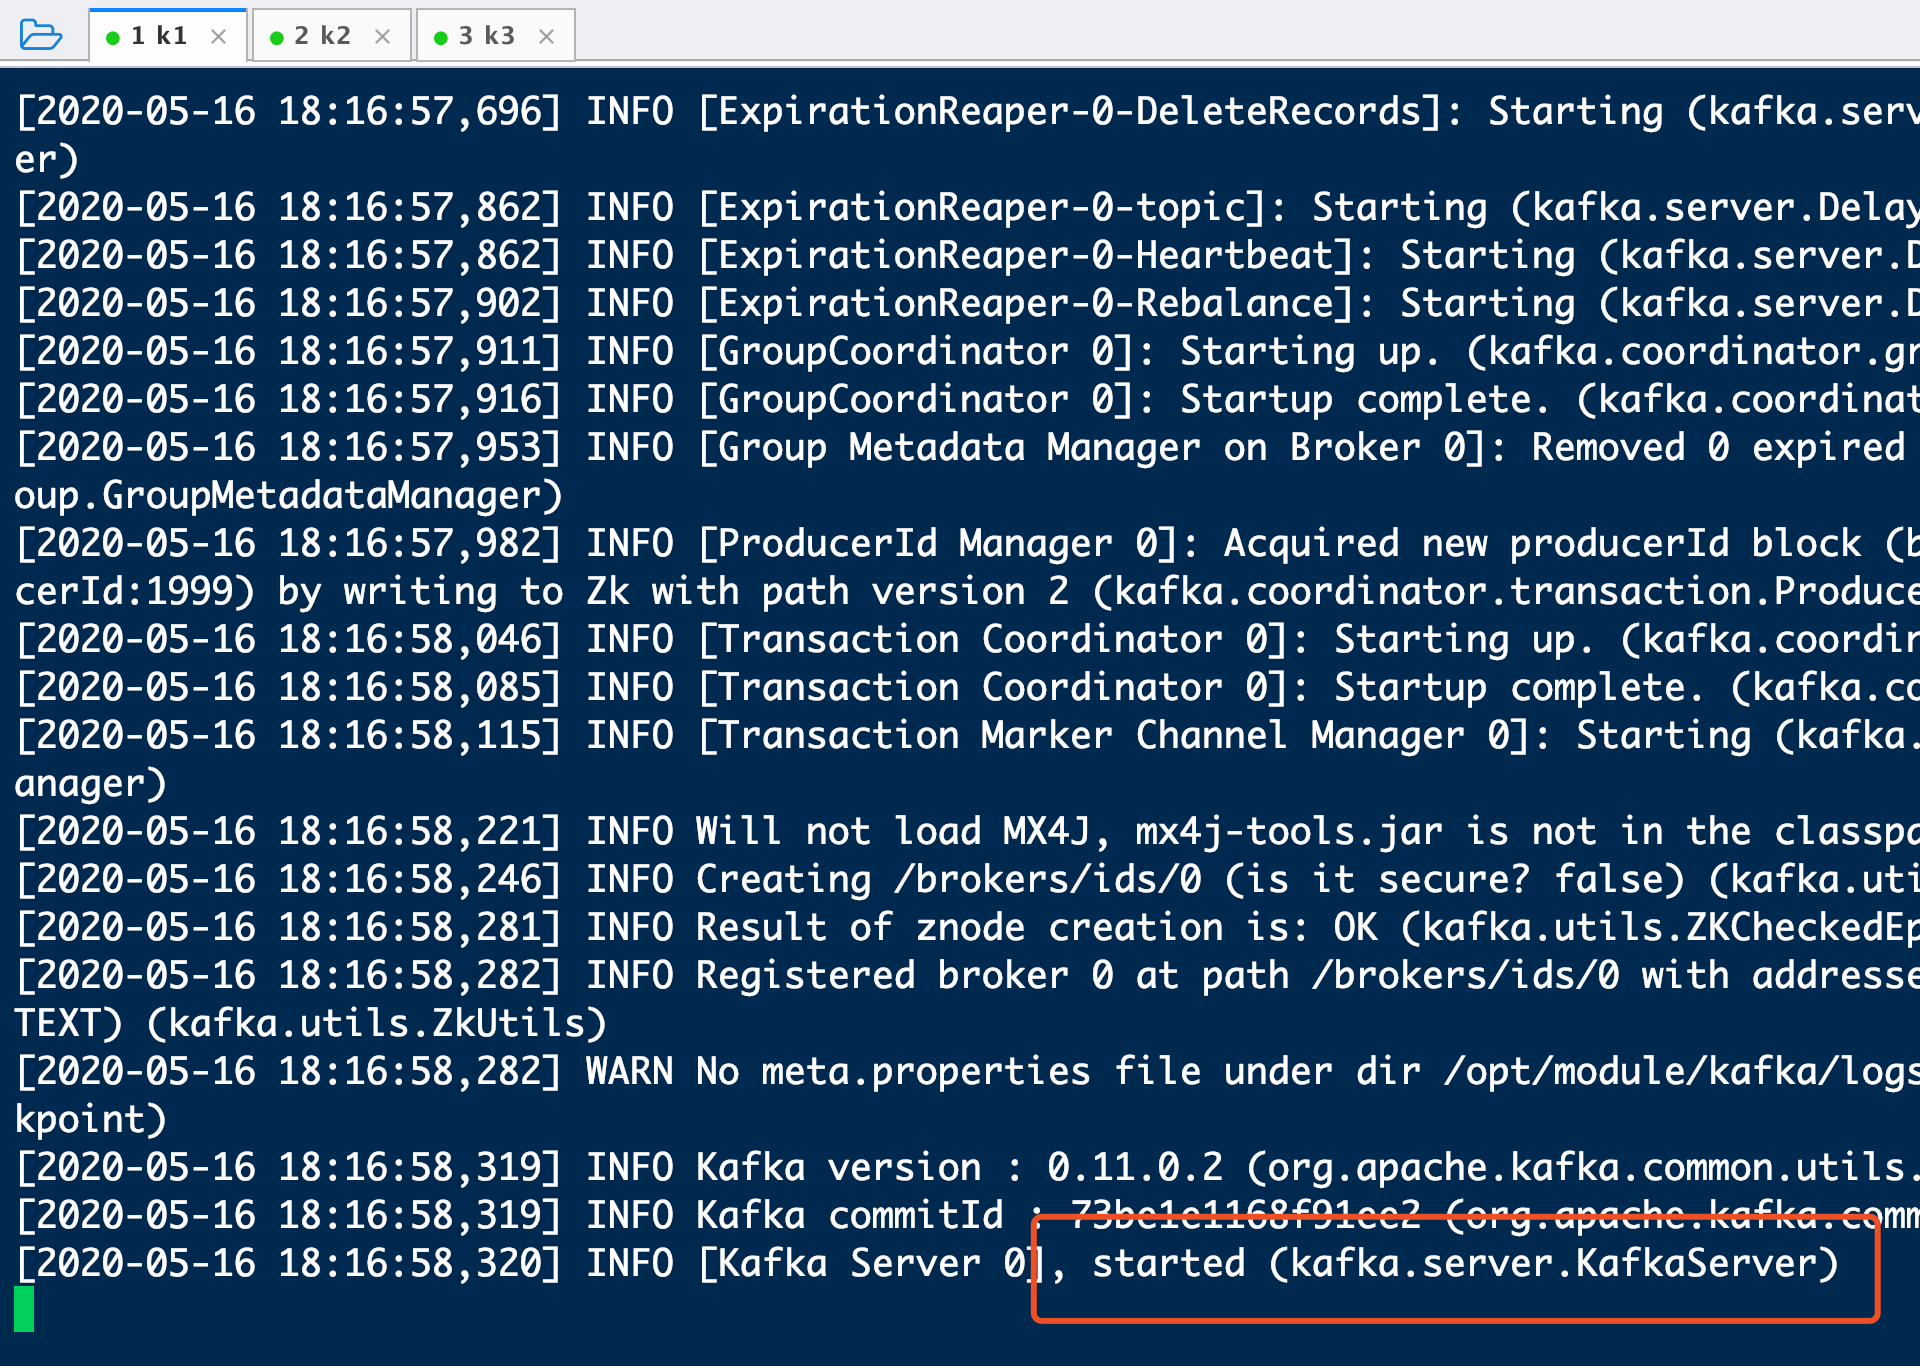 1 k1
2 k2
3 k3
[2020-05-16 18:16:57,696] INFO [ExpirationReaper-0-DeleteRecords]: Starting (kafka.serv
er)
[2020-05-16 18:16:57,862] INFO [ExpirationReaper-0-topic]: Starting (kafka.server.Delay
[2020-05-16 18:16:57,862] INFO [ExpirationReaper-0-Heartbeat]: Starting (kafka.server.D
[2020-05-16 18:16:57,902] INFO [ExpirationReaper-0-Rebalance]: Starting (kafka.server.D
[2020-05-16 18:16:57,911] INFO [GroupCoordinator 0]: Starting up. (kafka.coordinator.gr
[2020-05-16 18:16:57,916] INFO [GroupCoordinator 0]: Startup complete. (kafka.coordinat
[2020-05-16 18:16:57,953] INFO [Group Metadata Manager on Broker 0]: Removed 0 expired
oup.GroupMetadataManager)
[2020-05-16 18:16:57,982] INFO [ProducerId Manager 0]: Acquired new producerId block (b
cerId:1999) by writing to Zk with path version 2 (kafka.coordinator.transaction.Produce
[2020-05-16 18:16:58,046] INFO [Transaction Coordinator 0]: Starting up. (kafka.coordin
[2020-05-16 18:16:58,085] INFO [Transaction Coordinator 0]: Startup complete. (kafka.co
[2020-05-16 18:16:58,115] INFO [Transaction Marker Channel Manager 0]: Starting (kafka.
anager)
[2020-05-16 18:16:58,221] INFO Will not load MX4J, mx4j-tools.jar is not in the classpa
[2020-05-16 18:16:58,246] INFO Creating /brokers/ids/0 (is it secure? false) (kafka.uti
[2020-05-16 18:16:58,281] INFO Result of znode creation is: OK (kafka.utils.ZKCheckedEp
[2020-05-16 18:16:58,282] INFO Registered broker 0 at path /brokers/ids/0 with addresse
TEXT) (kafka.utils.ZkUtils)
[2020-05-16 18:16:58,282] WARN No meta.properties file under dir /opt/module/kafka/logs
kpoint)
[2020-05-16 18:16:58,319] INFO Kafka version : 0.11.0.2 (org.apache.kafka.common.utils.
[2020-05-16 18:16:58,319] INFO Kafka commitId : 73be1e1168f91ee2 (org.apache.kafka.comm
[2020-05-16 18:16:58,320] INFO [Kafka Server 0], started (kafka.server.KafkaServer)